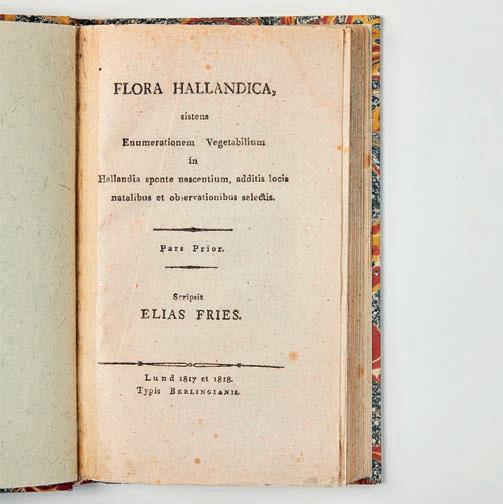 FLORA HALLANDICA,
sistens
Enumerationem Vegetabilium
in
Hallandia sponte nascentium, additis locis
natalibus et observationibus selectis.
Pars Prior.
Scripsit
ELIAS FRIES.
Lund 1817 et 1818.
Typis BERLINGIANIS.